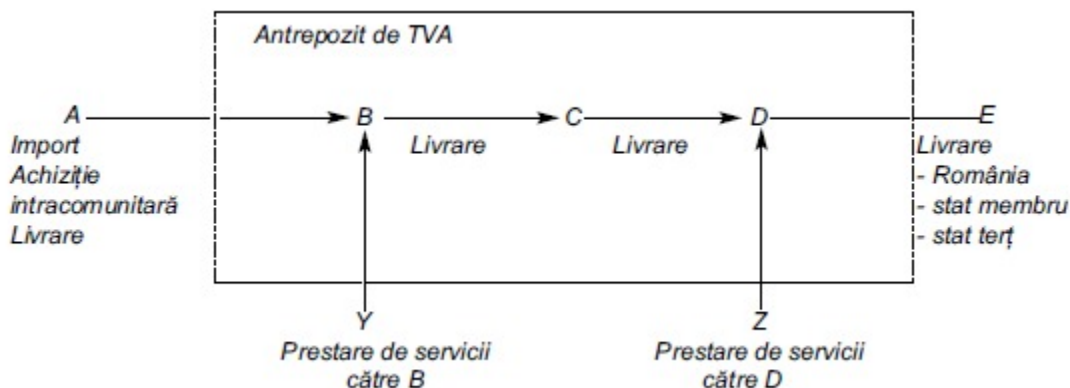 Antrepozit de TVA
A
B
C
D
E
Import
Achiziție
intracomunitară
Livrare
Livrare
Livrare
Livrare
- România
- stat membru
- stat terț
Y
Prestare de servicii
către B
Z
Prestare de servicii
către D